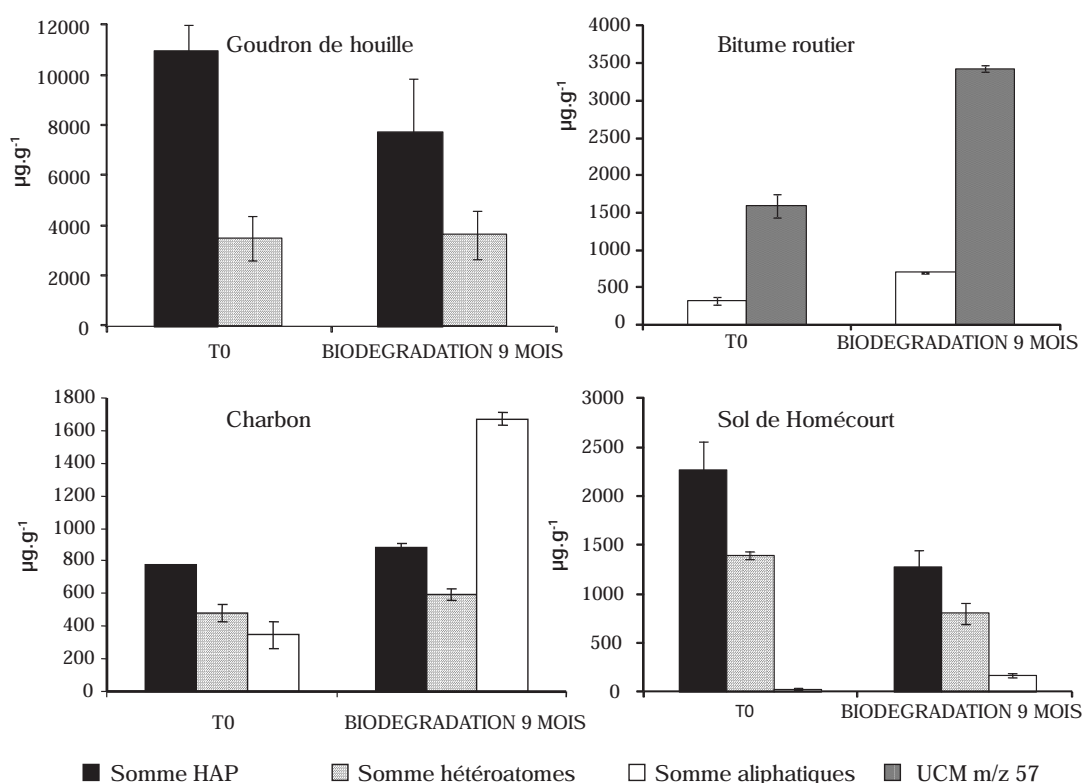 Goudron de houille
µg.g-1
12000
10000
8000
6000
4000
2000
0
T0
BIODEGRADATION 9 MOIS
Bitume routier
µg.g-1
4000
3500
3000
2500
2000
1500
1000
500
0
T0
BIODEGRADATION 9 MOIS
Charbon
µg.g-1
1800
1600
1400
1200
1000
800
600
400
200
0
T0
BIODEGRADATION 9 MOIS
Sol de Homécourt
µg.g-1
3000
2500
2000
1500
1000
500
0
T0
BIODEGRADATION 9 MOIS
Somme HAP
Somme hétéroatomes
Somme aliphatiques
UCM m/z 57